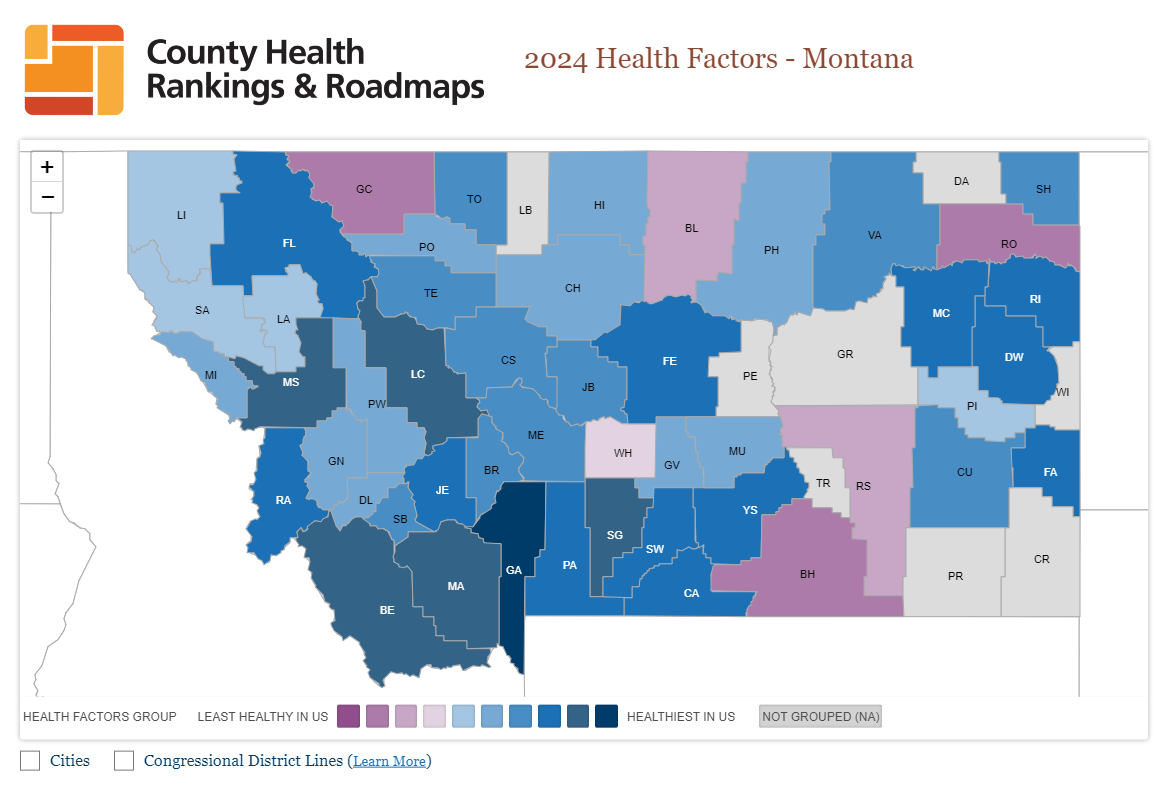 County Health
Rankings & Roadmaps
2024 Health Factors - Montana
+
−
LI
FL
GC
TO
LB
HI
BL
PH
VA
DA
SH
PO
RO
TE
CH
SA
LA
MC
RI
MI
MS
LC
CS
JB
FE
PE
GR
DW
WI
PW
PI
ME
WH
GV
MU
GN
BR
CU
FA
RA
DL
JE
TR
RS
SB
YS
SG
SW
GA
PA
BH
CR
BE
MA
CA
PR
HEALTH FACTORS GROUP LEAST HEALTHY IN US HEALTHIEST IN US NOT GROUPED (NA)
Cities Congressional District Lines (Learn More)